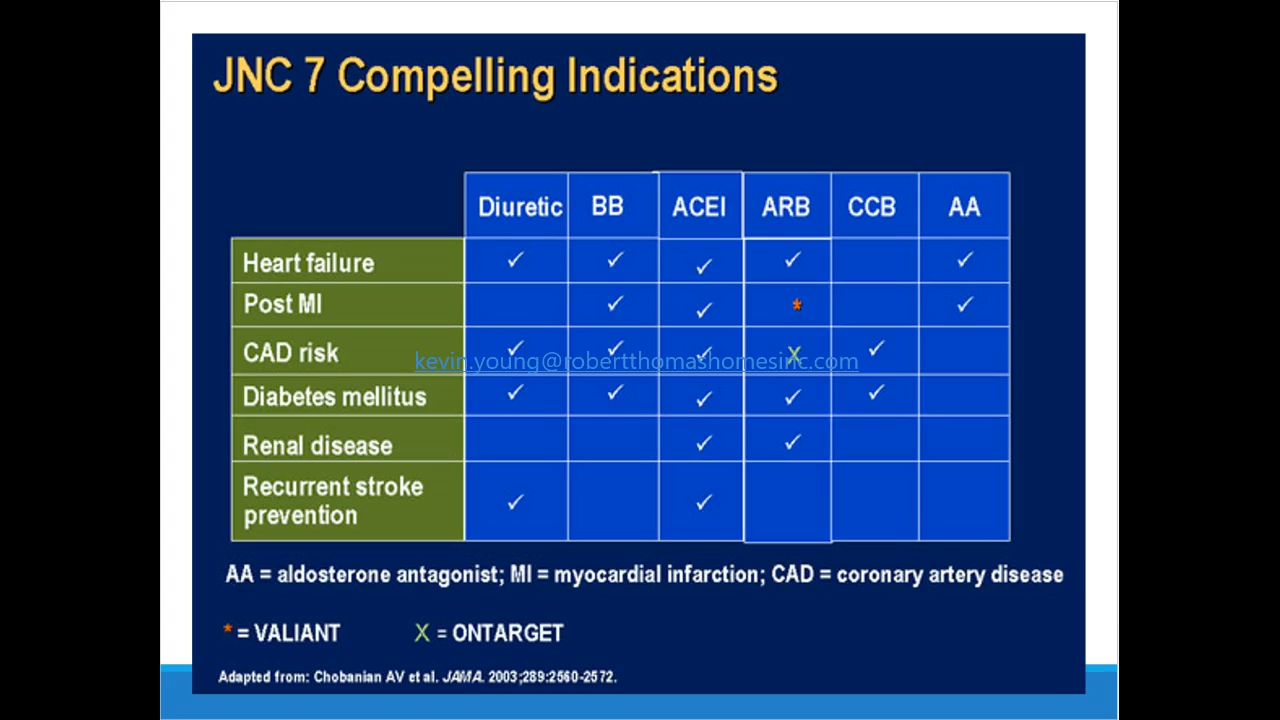 JNC 7 Compelling Indications
Diuretic BB ACEI ARB CCB AA
Heart failure ✓ ✓ ✓ ✓ ✓
Post MI ✓ ✓ * ✓
CAD risk ✓ ✓ ✓ X ✓
kevin.young@robertthomashomesinc.com
Diabetes mellitus ✓ ✓ ✓ ✓ ✓
Renal disease ✓ ✓
Recurrent stroke
prevention ✓ ✓
AA = aldosterone antagonist; MI = myocardial infarction; CAD = coronary artery disease
* = VALIANT X = ONTARGET
Adapted from: Chobanian AV et al. JAMA. 2003;289:2560-2572.